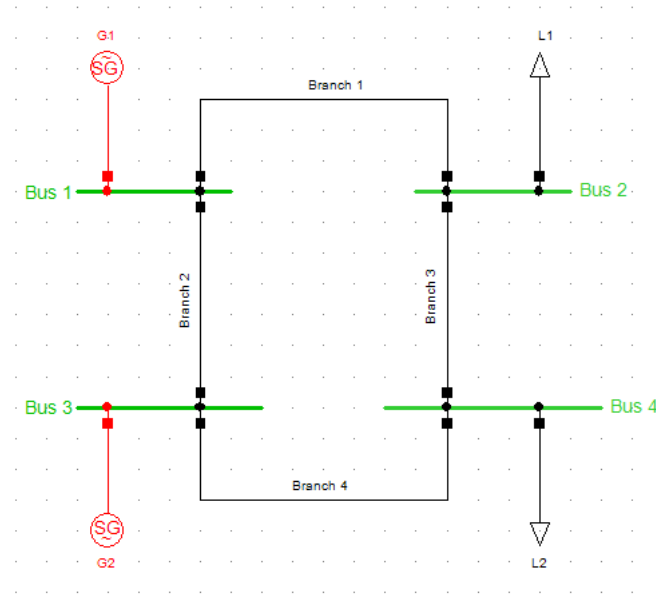 G1
L1
SG
Branch 1
Bus 1
Bus 2
Branch 2
Branch 3
Bus 3
Bus 4
Branch 4
SG
G2
L2